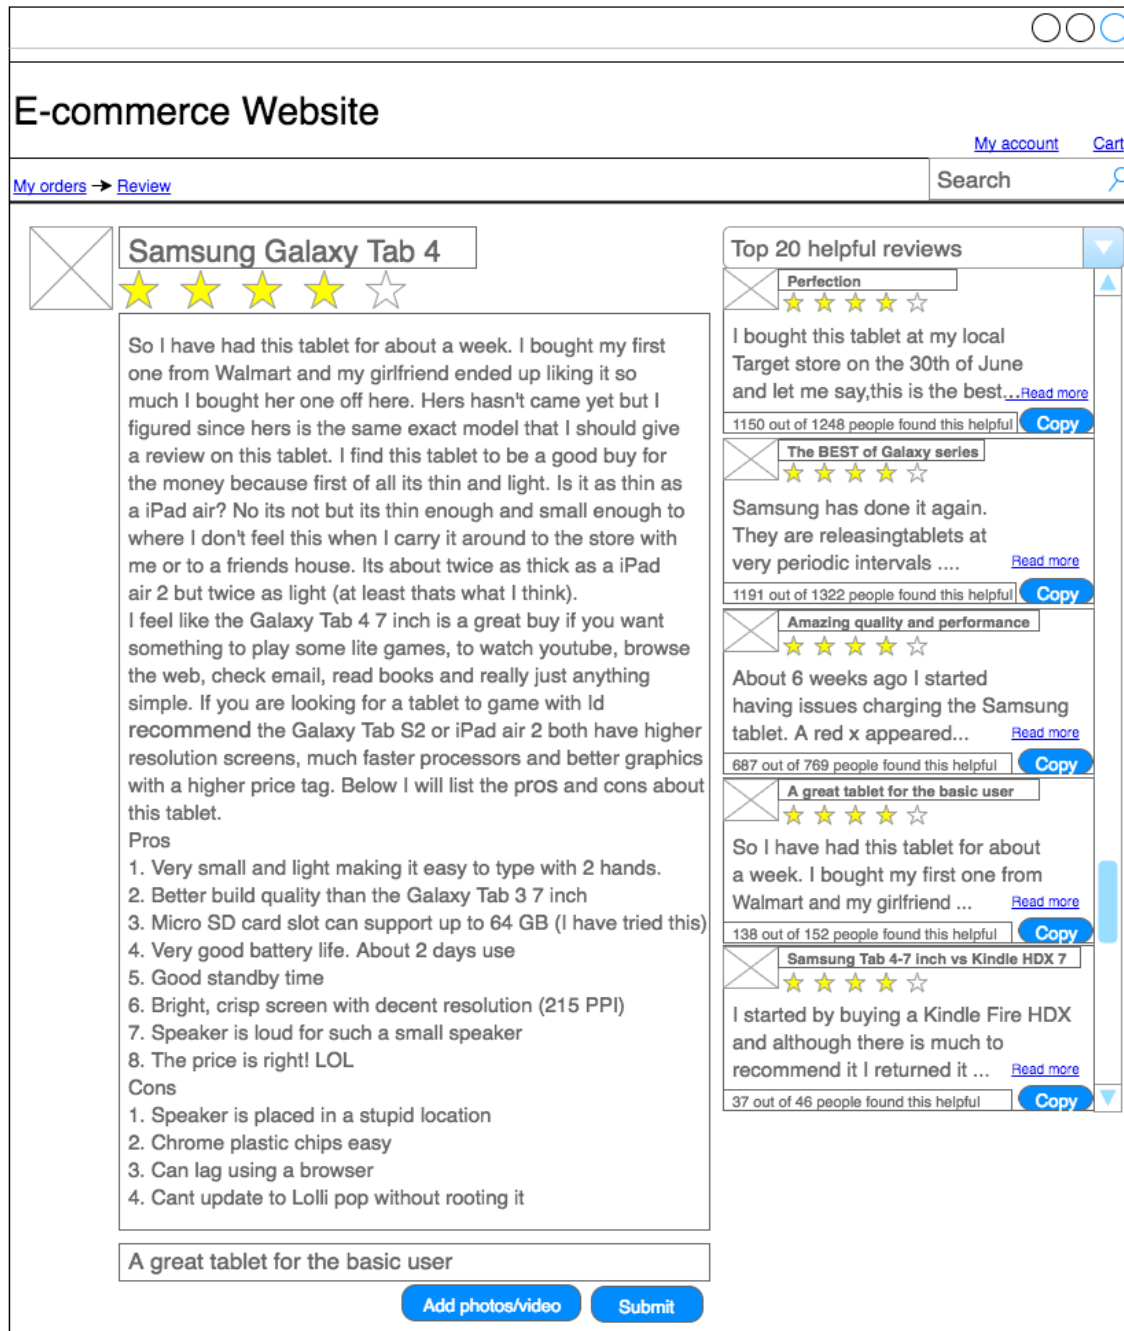 E-commerce Website
My account
Cart
My orders
Review
Search
Samsung Galaxy Tab 4
So I have had this tablet for about a week. I bought my first
one from Walmart and my girlfriend ended up liking it so
much I bought her one off here. Hers hasn't came yet but I
figured since hers is the same exact model that I should give
a review on this tablet. I find this tablet to be a good buy for
the money because first of all its thin and light. Is it as thin as
a iPad air? No its not but its thin enough and small enough to
where I don't feel this when I carry it around to the store with
me or to a friends house. Its about twice as thick as a iPad
air 2 but twice as light (at least thats what I think).
I feel like the Galaxy Tab 4 7 inch is a great buy if you want
something to play some lite games, to watch youtube, browse
the web, check email, read books and really just anything
simple. If you are looking for a tablet to game with Id
recommend the Galaxy Tab S2 or iPad air 2 both have higher
resolution screens, much faster processors and better graphics
with a higher price tag. Below I will list the pros and cons about
this tablet.
Pros
1. Very small and light making it easy to type with 2 hands.
2. Better build quality than the Galaxy Tab 3 7 inch
3. Micro SD card slot can support up to 64 GB (I have tried this)
4. Very good battery life. About 2 days use
5. Good standby time
6. Bright, crisp screen with decent resolution (215 PPI)
7. Speaker is loud for such a small speaker
8. The price is right! LOL
Cons
1. Speaker is placed in a stupid location
2. Chrome plastic chips easy
3. Can lag using a browser
4. Cant update to Lolli pop without rooting it
A great tablet for the basic user
Add photos/video
Submit
Top 20 helpful reviews
Perfection
I bought this tablet at my local
Target store on the 30th of June
and let me say,this is the best...Read more
1150 out of 1248 people found this helpful
Copy
The BEST of Galaxy series
Samsung has done it again.
They are releasingtablets at
very periodic intervals .... Read more
1191 out of 1322 people found this helpful
Copy
Amazing quality and performance
About 6 weeks ago I started
having issues charging the Samsung
tablet. A red x appeared... Read more
687 out of 769 people found this helpful
Copy
A great tablet for the basic user
So I have had this tablet for about
a week. I bought my first one from
Walmart and my girlfriend ... Read more
138 out of 152 people found this helpful
Copy
Samsung Tab 4-7 inch vs Kindle HDX 7
I started by buying a Kindle Fire HDX
and although there is much to
recommend it I returned it ... Read more
37 out of 46 people found this helpful
Copy